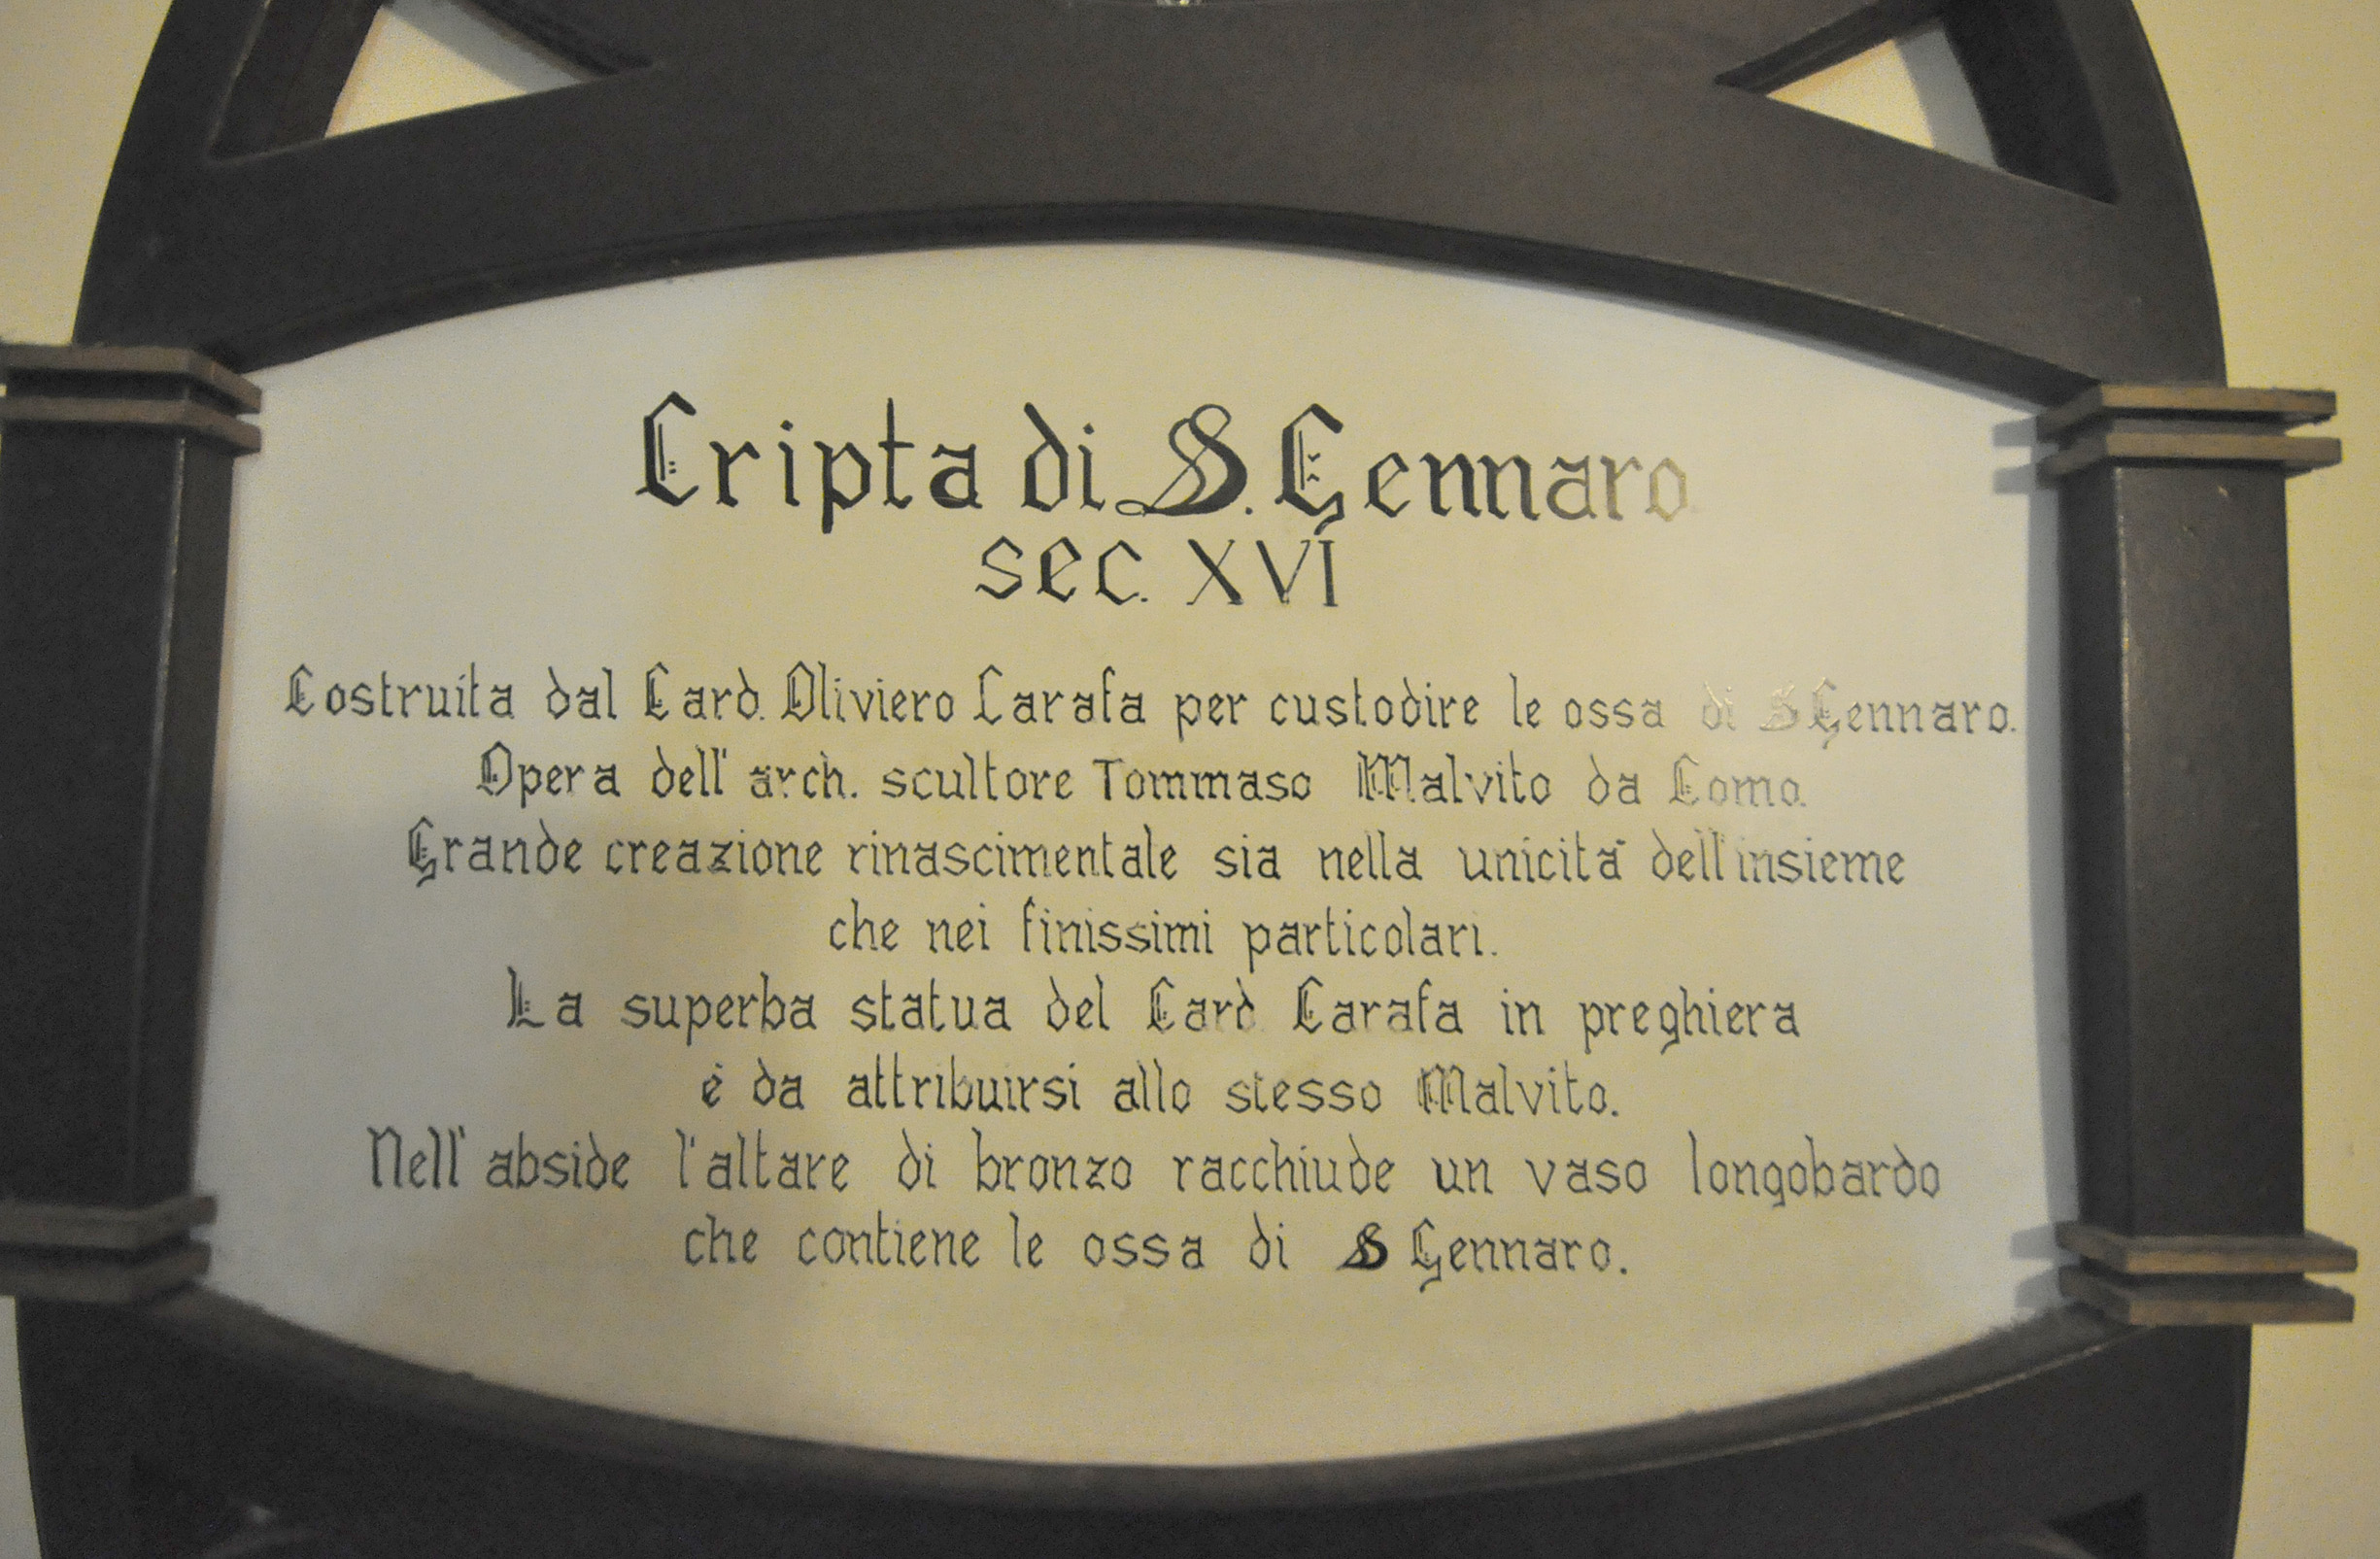 Cripta di S. Gennaro
sec. XVI
Costruita dal Card. Oliviero Carafa per custodire le ossa di S Gennaro.
Opera dell' arch. scultore Tommaso Malvito da Como.
Grande creazione rinascimentale sia nella unicità dell'insieme
che nei finissimi particolari.
La superba statua del Card. Carafa in preghiera
è da attribuirsi allo stesso Malvito.
Nell' abside l'altare di bronzo racchiude un vaso longobardo
che contiene le ossa di S Gennaro.